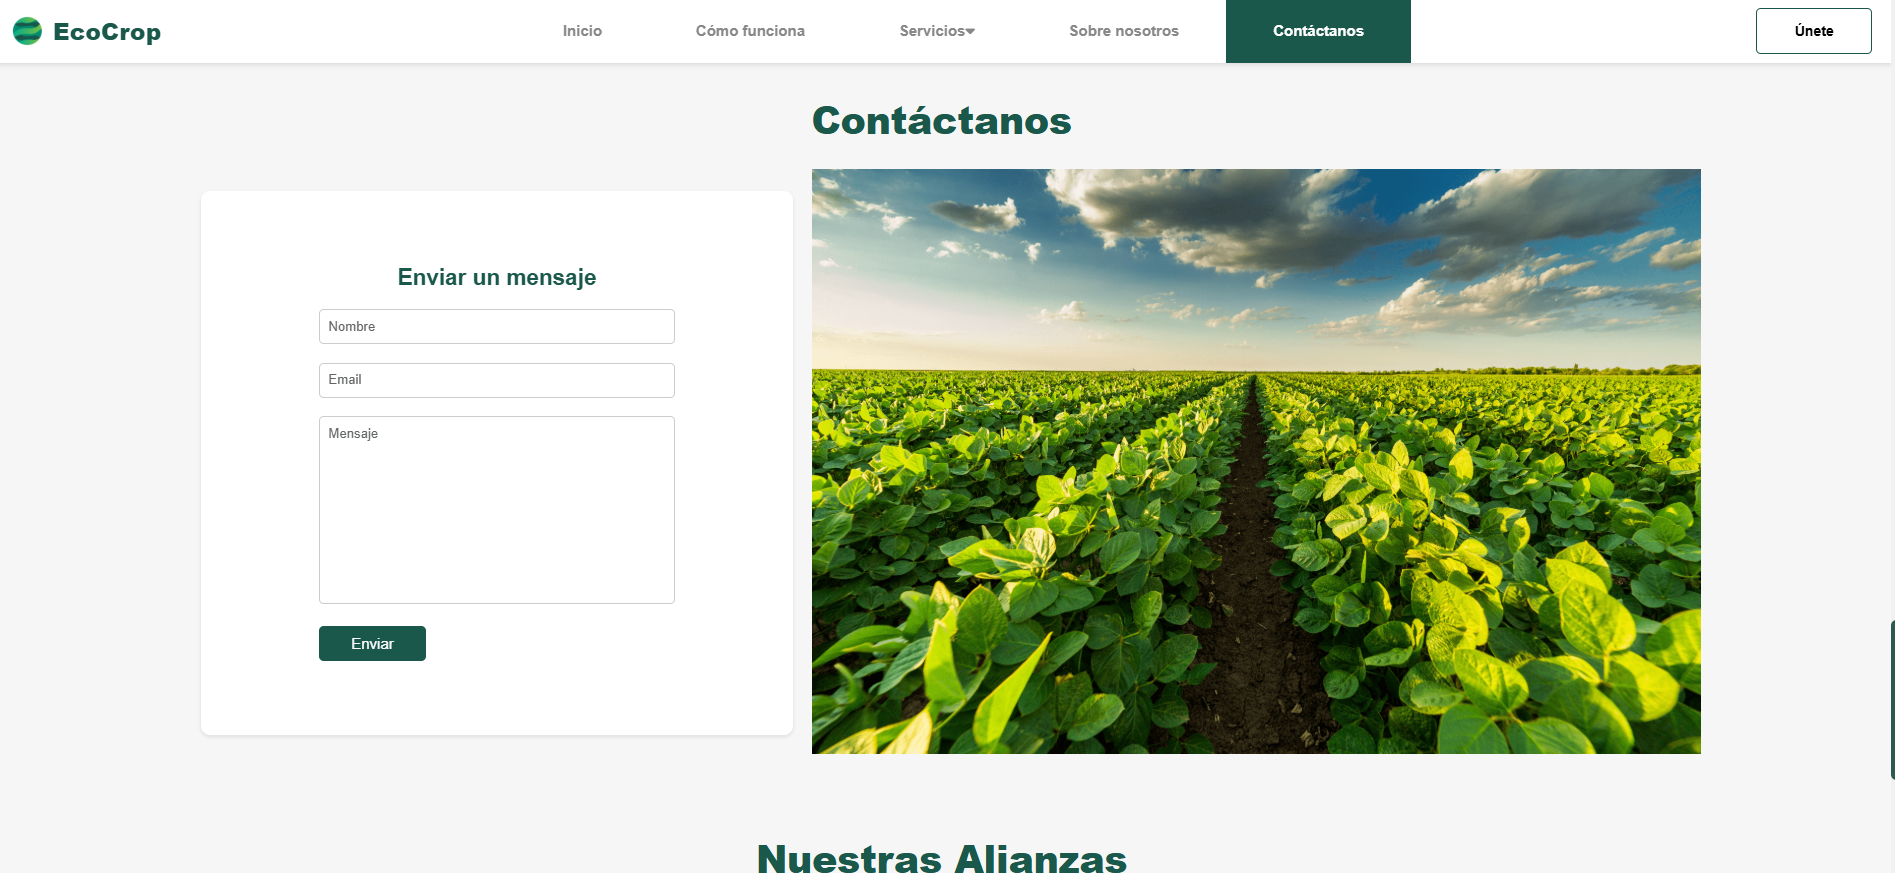 EcoCrop
Inicio
Cómo funciona
Servicios
Sobre nosotros
Contáctanos
Únete
Contáctanos
Enviar un mensaje
Nombre
Email
Mensaje
Enviar
Nuestras Alianzas